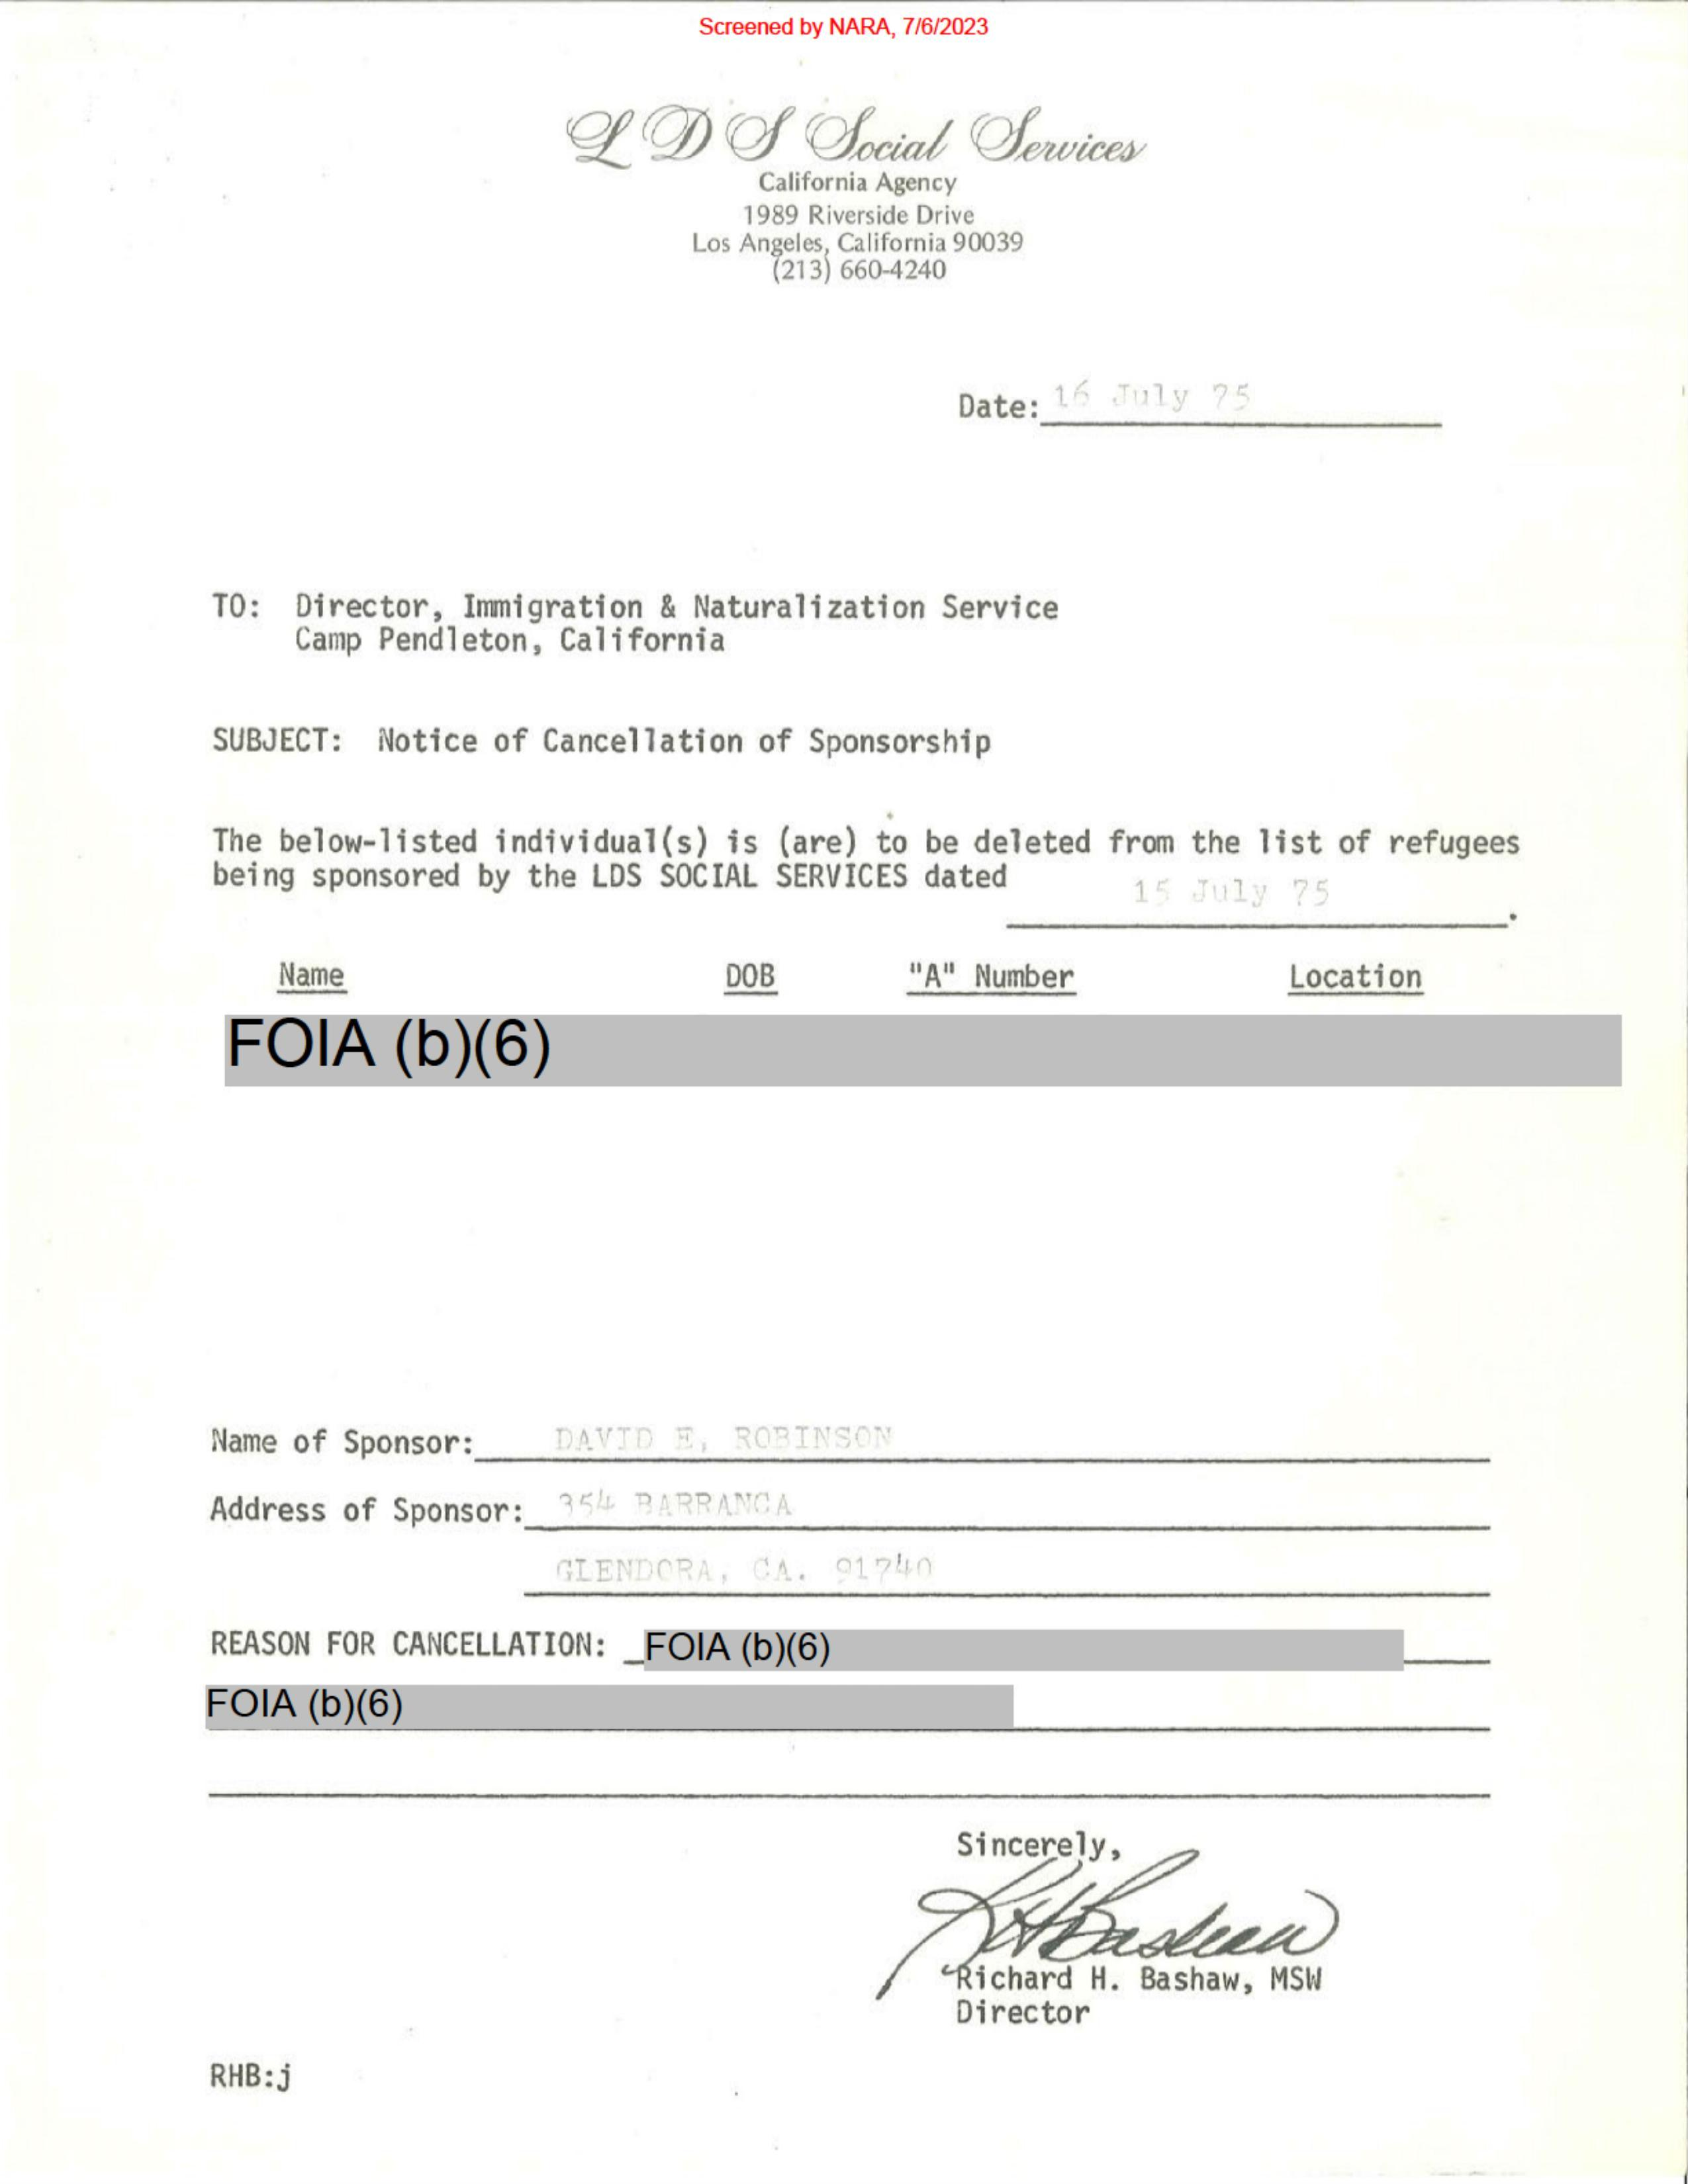 Screened by NARA, 7/6/2023
LDS Social Services
California Agency
1989 Riverside Drive
Los Angeles, California 90039
(213) 660-4240
Date: 16 July 75
TO: Director, Immigration & Naturalization Service
Camp Pendleton, California
SUBJECT: Notice of Cancellation of Sponsorship
The below-listed individual(s) is (are) to be deleted from the list of refugees
being sponsored by the LDS SOCIAL SERVICES dated 15 July 75.
Name DOB "A" Number Location
FOIA (b)(6)
Name of Sponsor: DAVID E, ROBINSON
Address of Sponsor: 354 BARRANCA
GLENDORA, CA. 91740
REASON FOR CANCELLATION: FOIA (b)(6)
FOIA (b)(6)
Sincerely,
RHBashaw
Richard H. Bashaw, MSW
Director
RHB:j